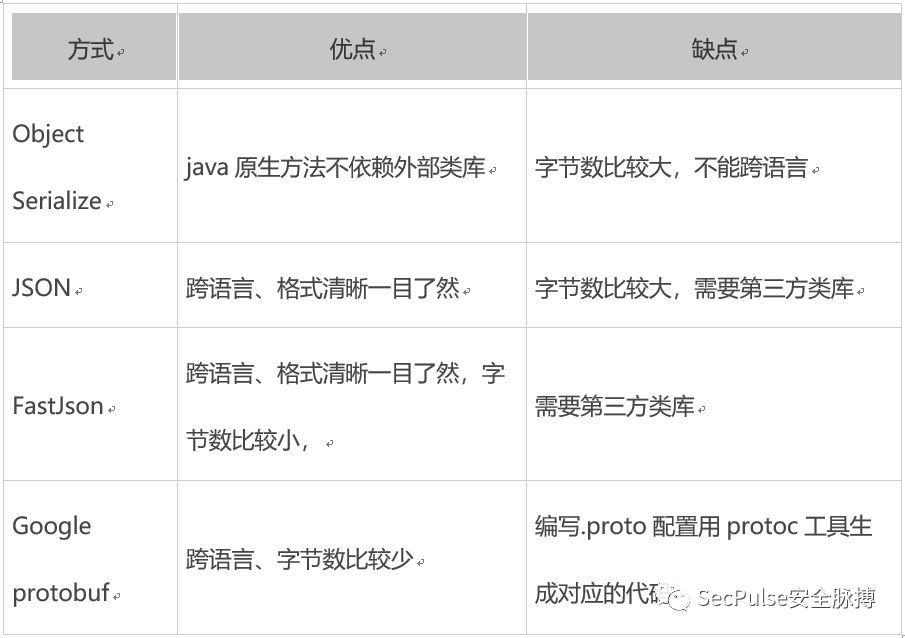 方式
优点
缺点
Object
Serialize
java 原生方法不依赖外部类库
字节数比较大，不能跨语言
JSON
跨语言、格式清晰一目了然
字节数比较大，需要第三方类库
FastJson
跨语言、格式清晰一目了然，字
节数比较小，
需要第三方类库
Google
protobuf
跨语言、字节数比较少
编写.proto 配置用 protoc 工具生
成对应的代码
SecPulse安全脉搏